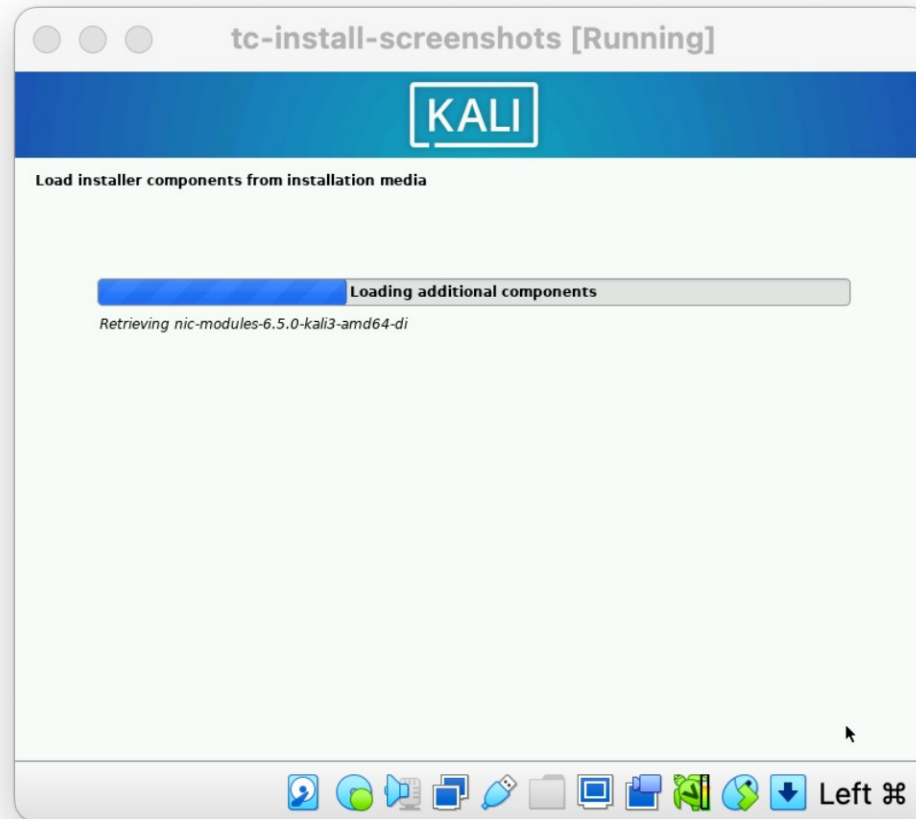 tc-install-screenshots [Running]
KALI
Load installer components from installation media
Loading additional components
Retrieving nic-modules-6.5.0-kali3-amd64-di
Left ⌘